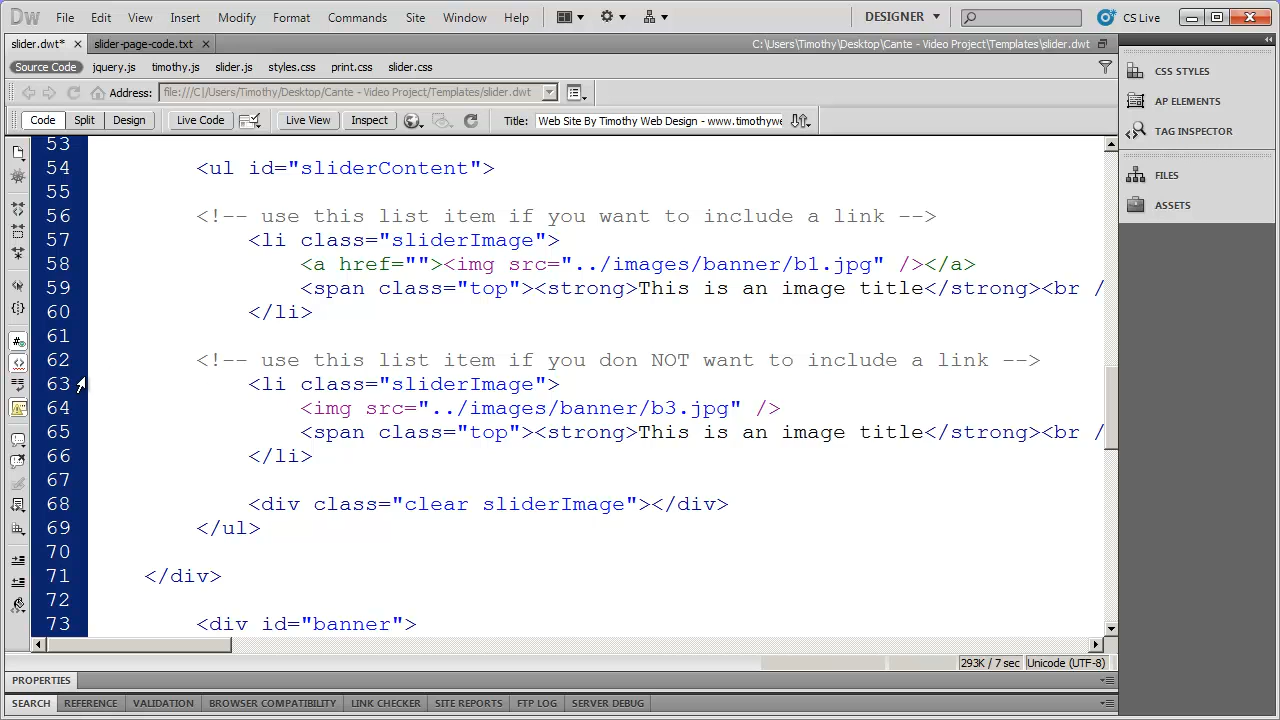 Dw File Edit View Insert Modify Format Commands Site Window Help DESIGNER CS Live
slider.dwt* slider-page-code.txt C:\Users\Timothy\Desktop\Cante - Video Project\Templates\slider.dwt
Source Code jquery.js timothy.js slider.js styles.css print.css slider.css
Address: file:///C|/Users/Timothy/Desktop/Cante - Video Project/Templates/slider.dwt
Code Split Design Live Code Live View Inspect Title: Web Site By Timothy Web Design - www.timothywe
CSS STYLES
AP ELEMENTS
TAG INSPECTOR
FILES
ASSETS
53
54 <ul id="sliderContent">
55
56 <!-- use this list item if you want to include a link -->
57 <li class="sliderImage">
58 <a href=""><img src="../images/banner/b1.jpg" /></a>
59 <span class="top"><strong>This is an image title</strong><br /
60 </li>
61
62 <!-- use this list item if you don NOT want to include a link -->
63 <li class="sliderImage">
64 <img src="../images/banner/b3.jpg" />
65 <span class="top"><strong>This is an image title</strong><br /
66 </li>
67
68 <div class="clear sliderImage"></div>
69 </ul>
70
71 </div>
72
73 <div id="banner">
293K / 7 sec Unicode (UTF-8)
PROPERTIES
SEARCH REFERENCE VALIDATION BROWSER COMPATIBILITY LINK CHECKER SITE REPORTS FTP LOG SERVER DEBUG